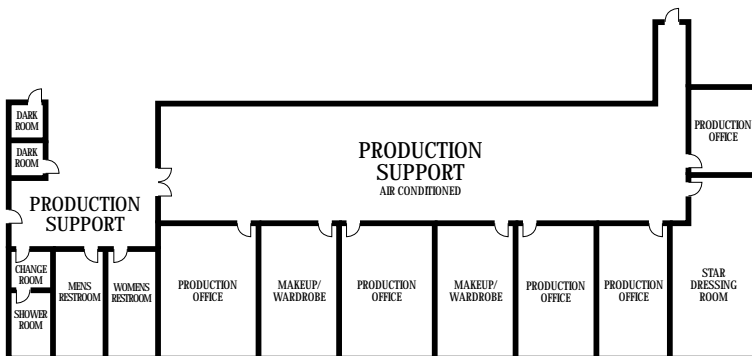 DARK
ROOM
DARK
ROOM
PRODUCTION
SUPPORT
PRODUCTION
SUPPORT
AIR CONDITIONED
PRODUCTION
OFFICE
CHANGE
ROOM
SHOWER
ROOM
MENS
RESTROOM
WOMENS
RESTROOM
PRODUCTION
OFFICE
MAKEUP/
WARDROBE
PRODUCTION
OFFICE
MAKEUP/
WARDROBE
PRODUCTION
OFFICE
PRODUCTION
OFFICE
STAR
DRESSING
ROOM